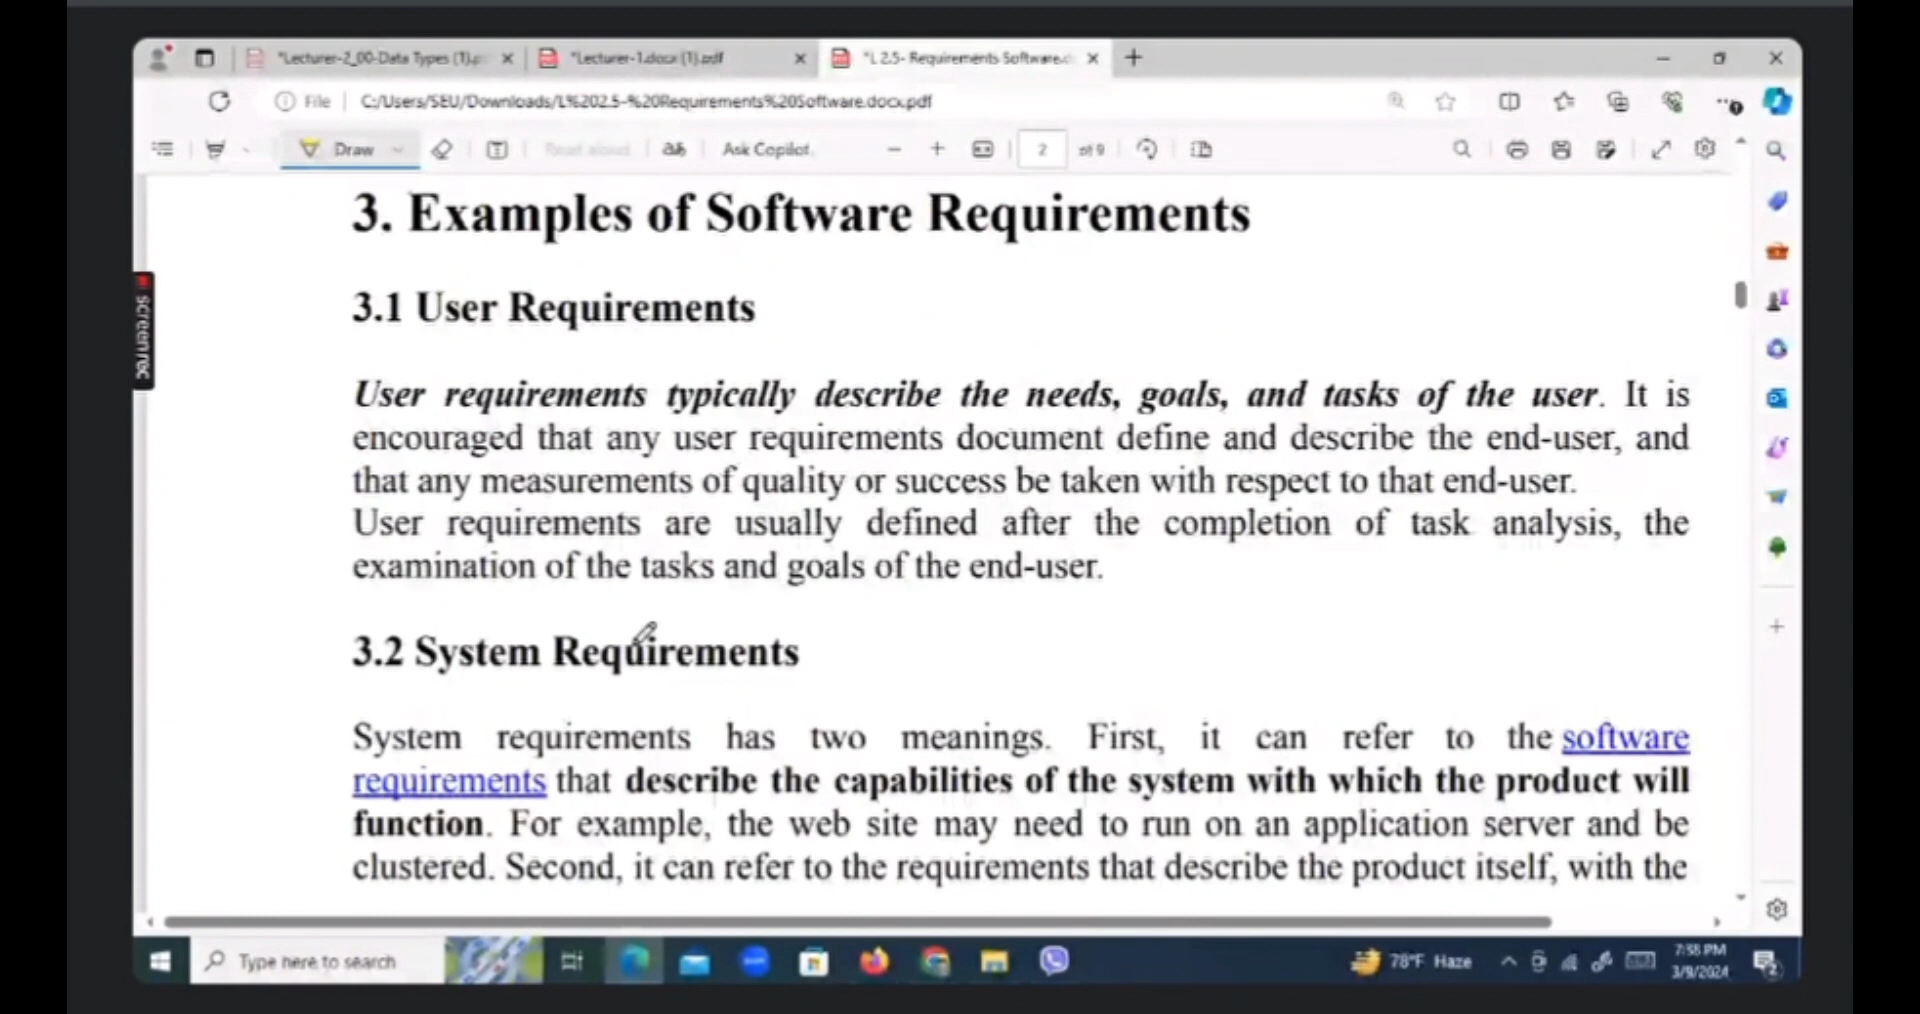 *Lecturer-2_00-Data Types (1).p
*Lecturer-1.docx (1).pdf
*L 2.5- Requirements Software.d
File
C:/Users/SEU/Downloads/L%202.5-%20Requirements%20Software.docx.pdf
Draw
Read aloud
Ask Copilot
2
of 9
3. Examples of Software Requirements
3.1 User Requirements
screenrec
User requirements typically describe the needs, goals, and tasks of the user. It is
encouraged that any user requirements document define and describe the end-user, and
that any measurements of quality or success be taken with respect to that end-user.
User requirements are usually defined after the completion of task analysis, the
examination of the tasks and goals of the end-user.
3.2 System Requirements
System requirements has two meanings. First, it can refer to the software
requirements that describe the capabilities of the system with which the product will
function. For example, the web site may need to run on an application server and be
clustered. Second, it can refer to the requirements that describe the product itself, with the
Type here to search
78°F Haze
7:58 PM
3/9/2024